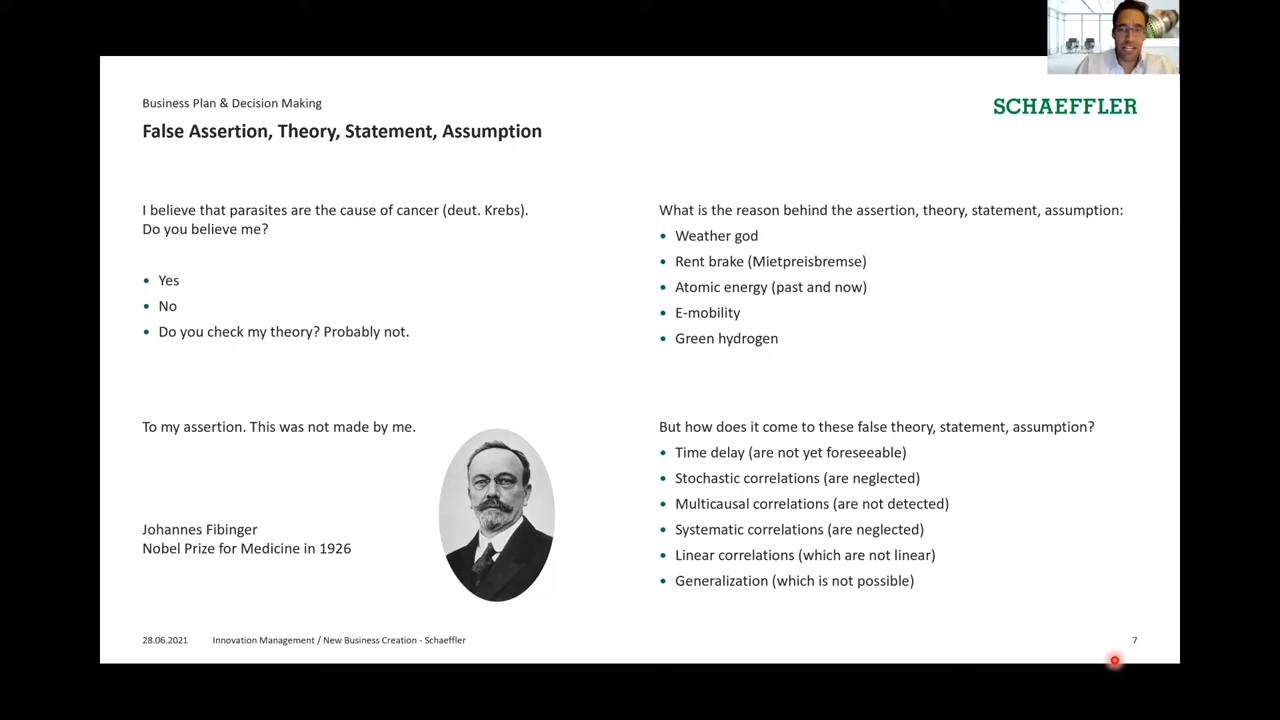 Business Plan & Decision Making
False Assertion, Theory, Statement, Assumption
SCHAEFFLER
I believe that parasites are the cause of cancer (deut. Krebs).
Do you believe me?
• Yes
• No
• Do you check my theory? Probably not.
To my assertion. This was not made by me.
Johannes Fibinger
Nobel Prize for Medicine in 1926
What is the reason behind the assertion, theory, statement, assumption:
• Weather god
• Rent brake (Mietpreisbremse)
• Atomic energy (past and now)
• E-mobility
• Green hydrogen
But how does it come to these false theory, statement, assumption?
• Time delay (are not yet foreseeable)
• Stochastic correlations (are neglected)
• Multicausal correlations (are not detected)
• Systematic correlations (are neglected)
• Linear correlations (which are not linear)
• Generalization (which is not possible)
28.06.2021
Innovation Management / New Business Creation - Schaeffler
7